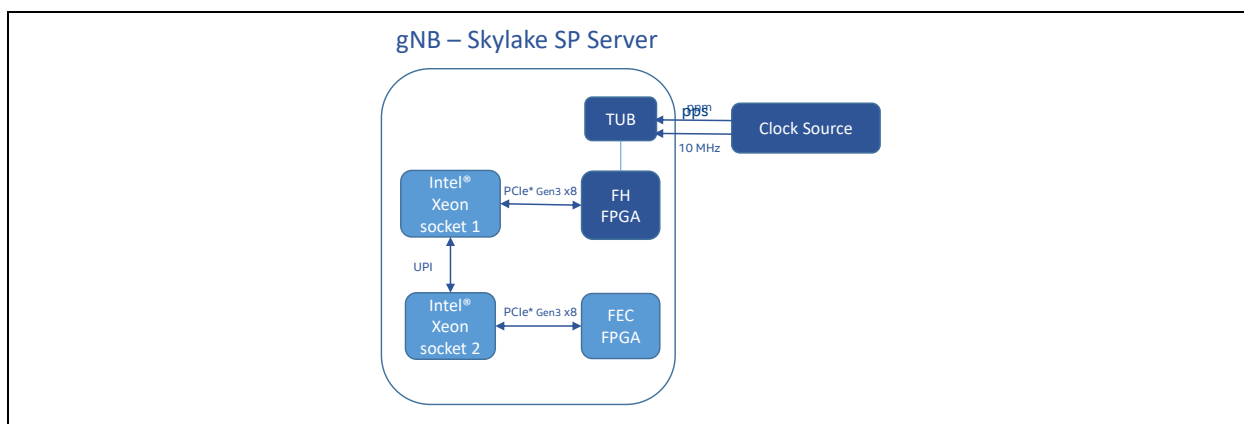 gNB – Skylake SP Server
TUB
pps
ppm
10 MHz
Clock Source
Intel®
Xeon
socket 1
PCIe* Gen3 x8
FH
FPGA
UPI
Intel®
Xeon
socket 2
PCIe* Gen3 x8
FEC
FPGA